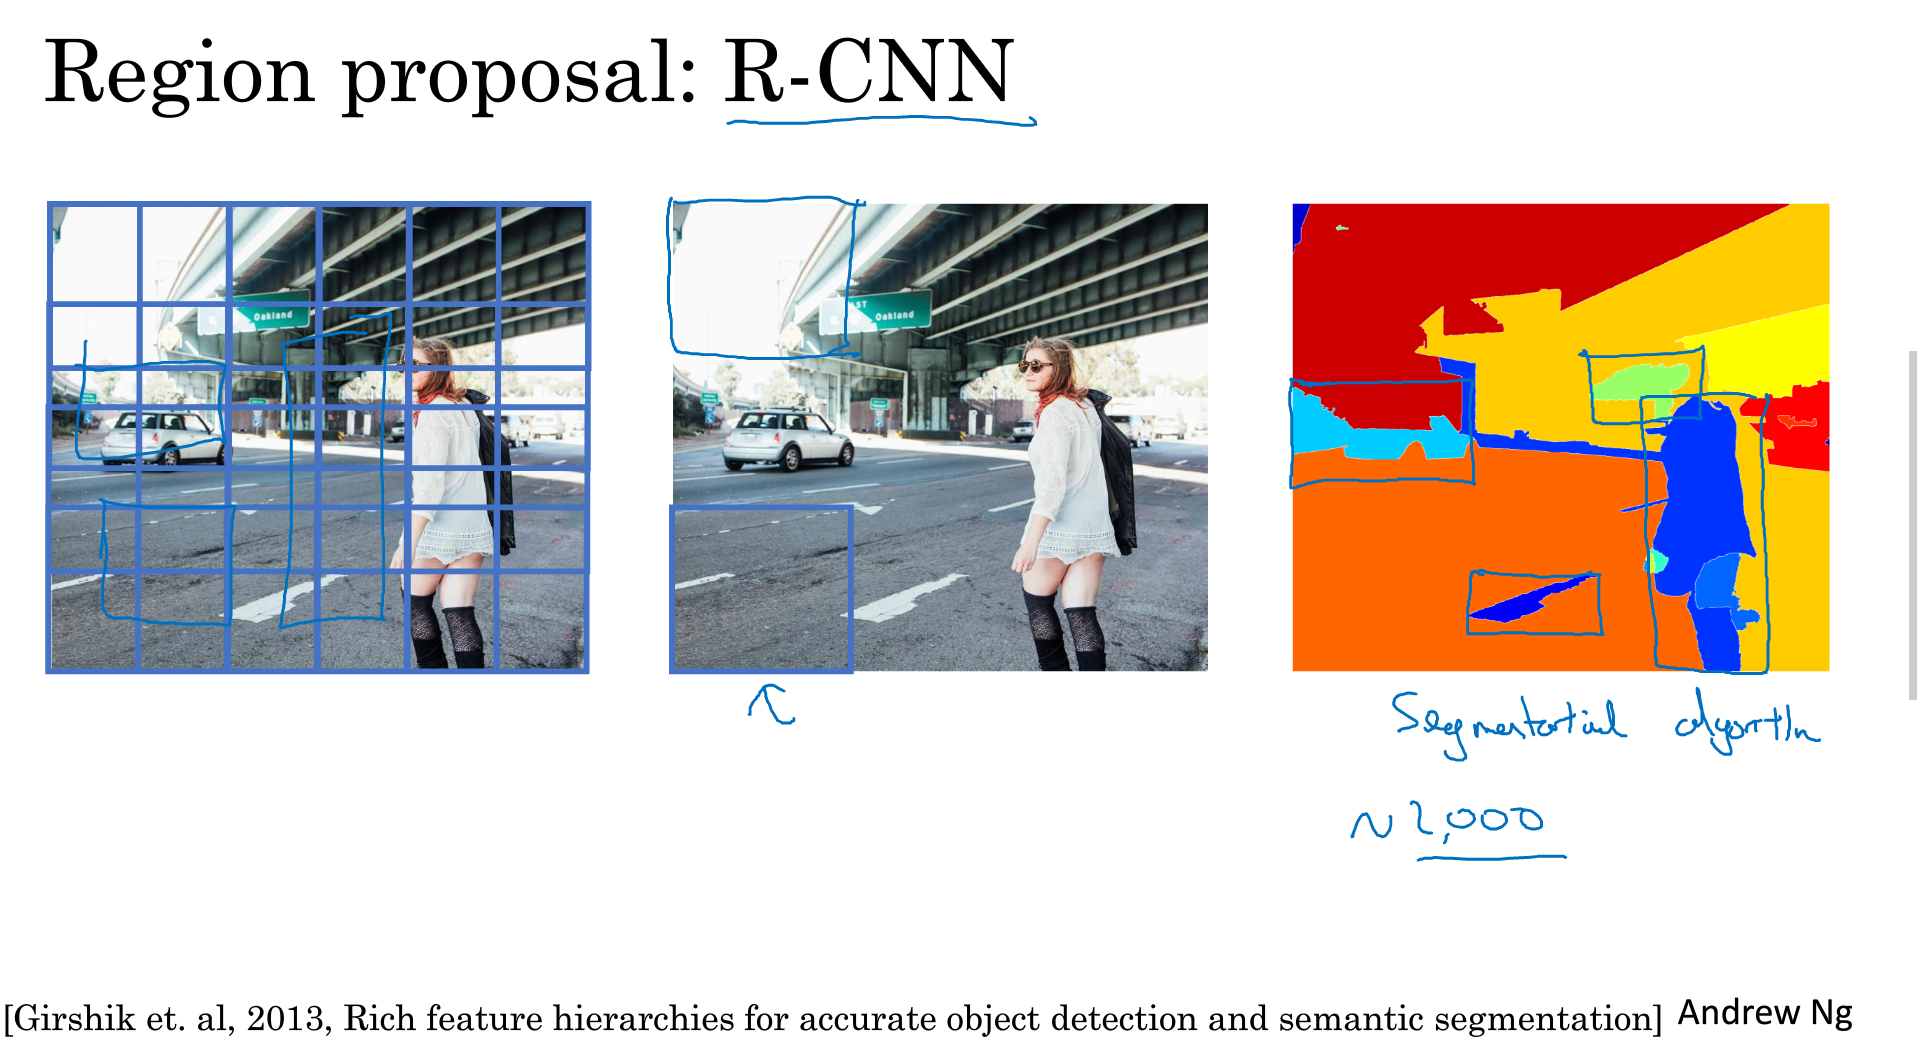 Region proposal: R-CNN
Oakland
AST
Oakland
Segmentation algorithm
~ 2,000
[Girshik et. al, 2013, Rich feature hierarchies for accurate object detection and semantic segmentation] Andrew Ng